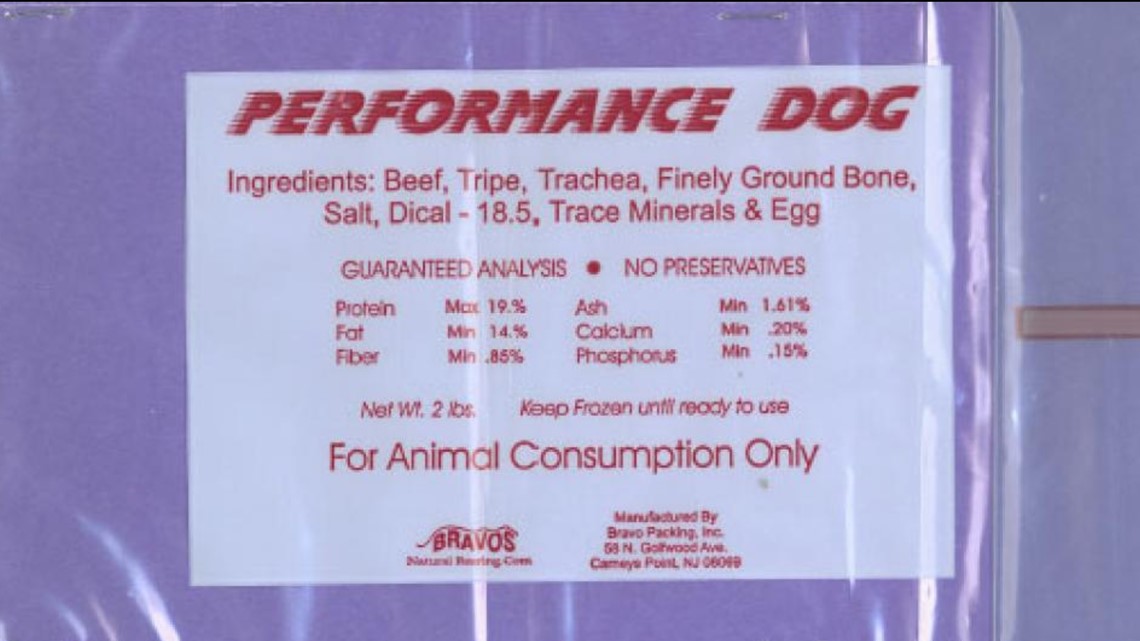 PERFORMANCE DOG
Ingredients: Beef, Tripe, Trachea, Finely Ground Bone,
Salt, Dical - 18.5, Trace Minerals & Egg
GUARANTEED ANALYSIS ● NO PRESERVATIVES
Protein Max 19.% Ash Min 1.61%
Fat Min 14.% Calcium Min .20%
Fiber Min .85% Phosphorus Min .15%
Net Wt. 2 lbs. Keep Frozen until ready to use
For Animal Consumption Only
BRAVOS
Natural Rearing.Com
Manufactured By
Bravo Packing, Inc.
58 N. Golfwood Ave.
Carneys Point, NJ 08069